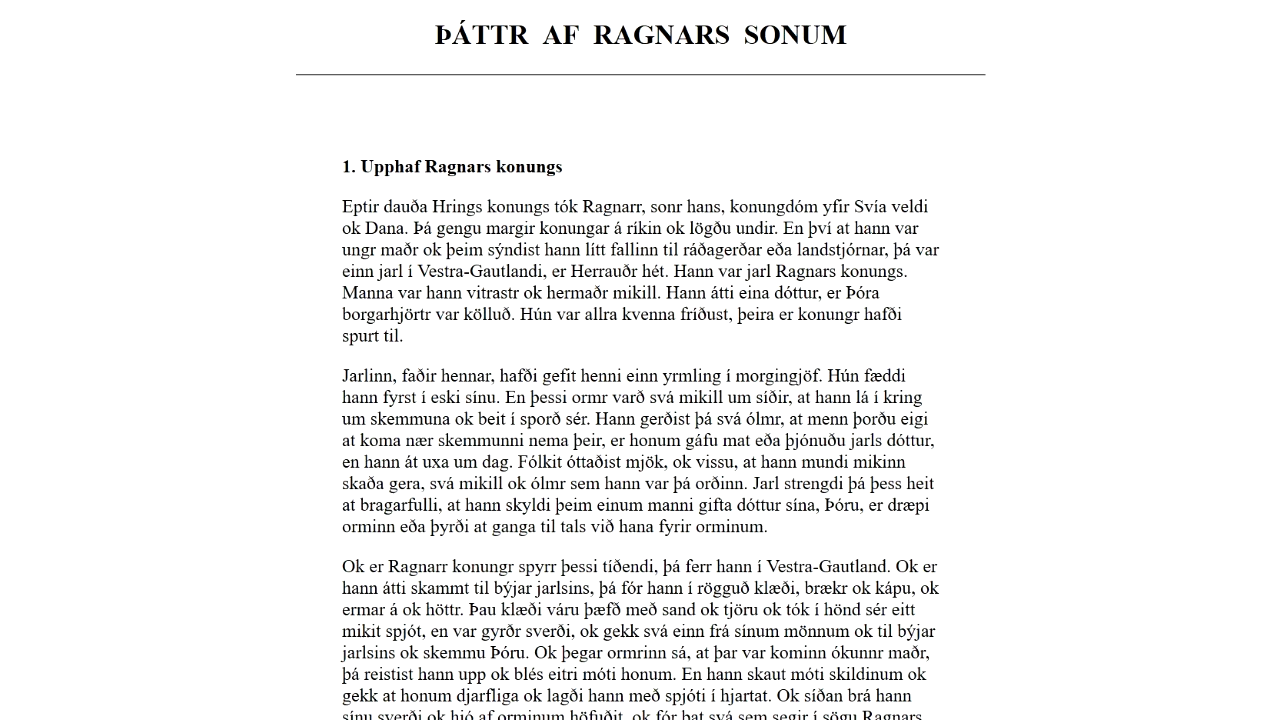 ÞÁTTR AF RAGNARS SONUM
1. Upphaf Ragnars konungs
Eptir dauða Hrings konungs tók Ragnarr, sonr hans, konungdóm yfir Svía veldi
ok Dana. Þá gengu margir konungar á ríkin ok lögðu undir. En því at hann var
ungr maðr ok þeim sýndist hann lítt fallinn til ráðagerðar eða landstjórnar, þá var
einn jarl í Vestra-Gautlandi, er Herrauðr hét. Hann var jarl Ragnars konungs.
Manna var hann vitrastr ok hermaðr mikill. Hann átti eina dóttur, er Þóra
borgarhjörtr var kölluð. Hún var allra kvenna fríðust, þeira er konungr hafði
spurt til.
Jarlinn, faðir hennar, hafði gefit henni einn yrmling í morgingjöf. Hún fæddi
hann fyrst í eski sínu. En þessi ormr varð svá mikill um síðir, at hann lá í kring
um skemmuna ok beit í sporð sér. Hann gerðist þá svá ólmr, at menn þorðu eigi
at koma nær skemmunni nema þeir, er honum gáfu mat eða þjónuðu jarls dóttur,
en hann át uxa um dag. Fólkit óttaðist mjök, ok vissu, at hann mundi mikinn
skaða gera, svá mikill ok ólmr sem hann var þá orðinn. Jarl strengdi þá þess heit
at bragarfulli, at hann skyldi þeim einum manni gifta dóttur sína, Þóru, er dræpi
orminn eða þyrði at ganga til tals við hana fyrir orminum.
Ok er Ragnarr konungr spyrr þessi tíðendi, þá ferr hann í Vestra-Gautland. Ok er
hann átti skammt til býjar jarlsins, þá fór hann í rögguð klæði, brækr ok kápu, ok
ermar á ok höttr. Þau klæði váru þæfð með sand ok tjöru ok tók í hönd sér eitt
mikit spjót, en var gyrðr sverði, ok gekk svá einn frá sínum mönnum ok til býjar
jarlsins ok skemmu Þóru. Ok þegar ormrinn sá, at þar var kominn ókunnr maðr,
þá reistist hann upp ok blés eitri móti honum. En hann skaut móti skildinum ok
gekk at honum djarfliga ok lagði hann með spjóti í hjartat. Ok síðan brá hann
sínu sverði ok hjó af orminum höfuðit, ok fór þat svá sem segir í sögu Ragnars